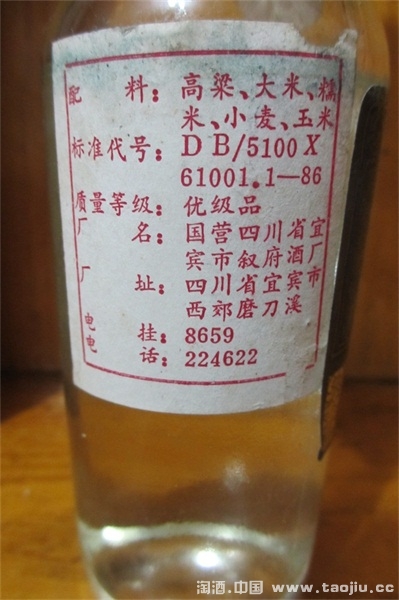 配 料: 高粱、大米、糯
米、小麦、玉米
标准代号: DB/5100 X
61001.1—86
质量等级: 优级品
厂 名: 国营四川省宜
宾市叙府酒厂
厂 址: 四川省宜宾市
西郊磨刀溪
电 挂: 8659
电 话: 224622
淘酒.中国 www.taojiu.cc